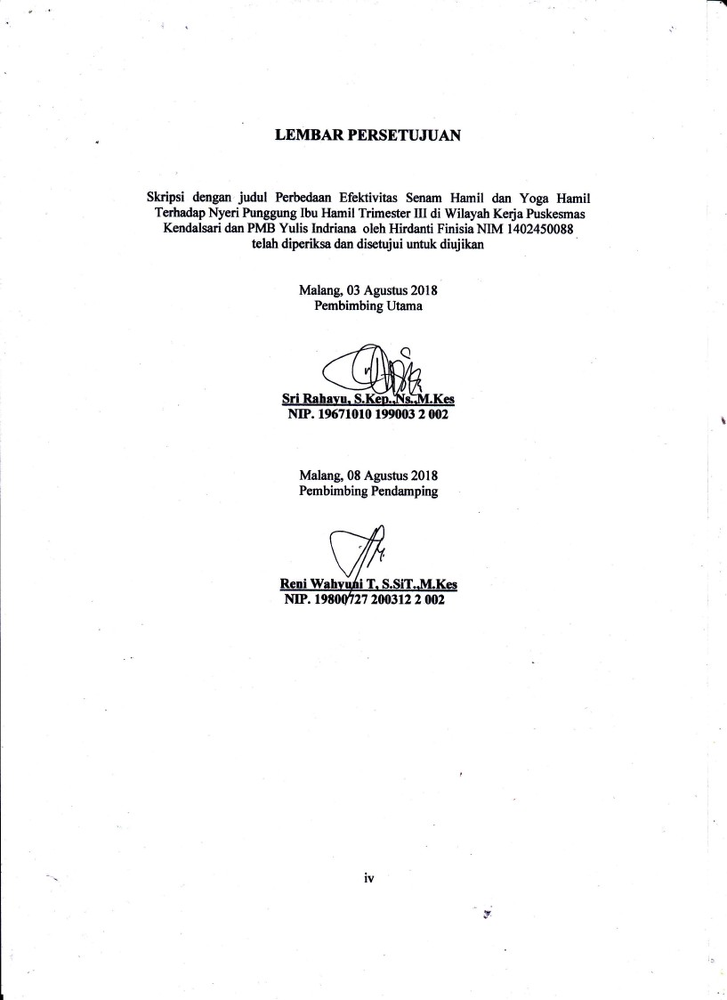 LEMBAR PERSETUJUAN
Skripsi dengan judul Perbedaan Efektivitas Senam Hamil dan Yoga Hamil
Terhadap Nyeri Punggung Ibu Hamil Trimester III di Wilayah Kerja Puskesmas
Kendalsari dan PMB Yulis Indriana oleh Hirdanti Finisia NIM 1402450088
telah diperiksa dan disetujui untuk diujikan
Malang, 03 Agustus 2018
Pembimbing Utama
Sri Rahayu, S.Kep.,Ns.,M.Kes
NIP. 19671010 199003 2 002
Malang, 08 Agustus 2018
Pembimbing Pendamping
Reni Wahyuni T, S.SiT.,M.Kes
NIP. 19800727 200312 2 002
iv